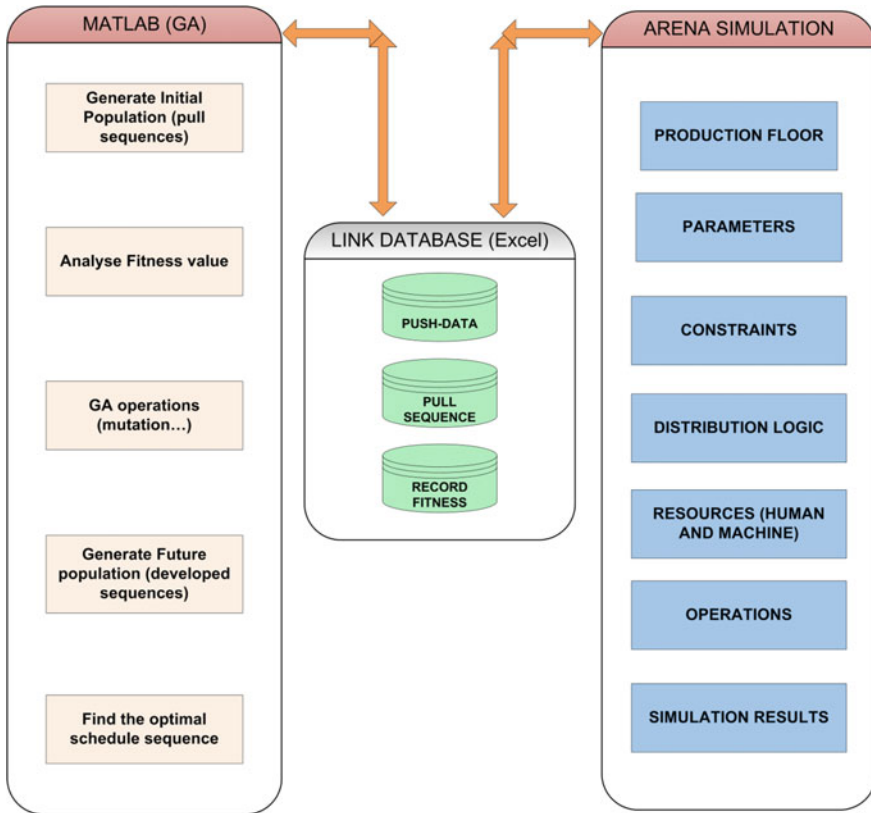 MATLAB (GA)
Generate Initial
Population (pull
sequences)
Analyse Fitness value
GA operations
(mutation...)
Generate Future
population (developed
sequences)
Find the optimal
schedule sequence
LINK DATABASE (Excel)
PUSH-DATA
PULL
SEQUENCE
RECORD
FITNESS
ARENA SIMULATION
PRODUCTION FLOOR
PARAMETERS
CONSTRAINTS
DISTRIBUTION LOGIC
RESOURCES (HUMAN
AND MACHINE)
OPERATIONS
SIMULATION RESULTS